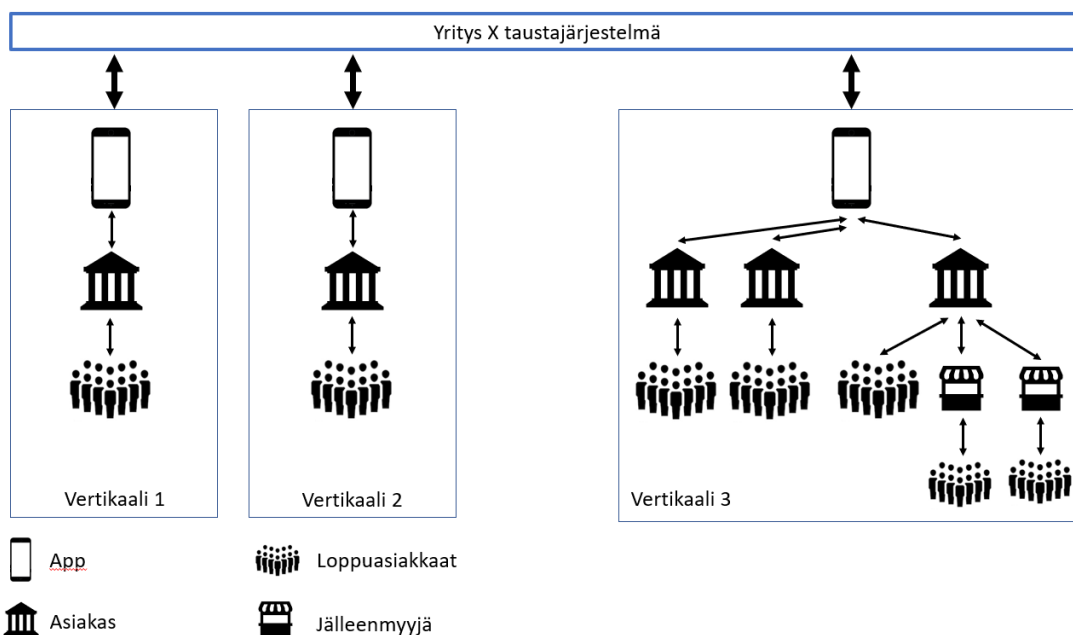 Yritys X taustajärjestelmä
Vertikaali 1
Vertikaali 2
Vertikaali 3
App
Loppuasiakkaat
Asiakas
Jälleenmyyjä